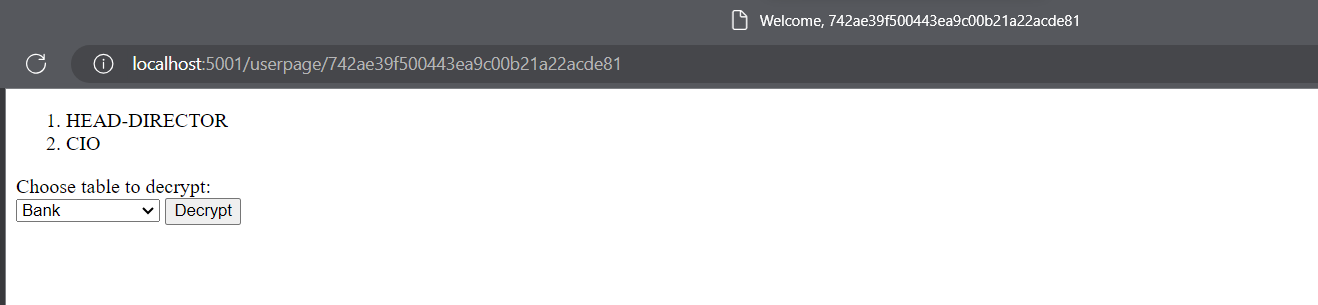 Welcome, 742ae39f500443ea9c00b21a22acde81
localhost:5001/userpage/742ae39f500443ea9c00b21a22acde81
1. HEAD-DIRECTOR
2. CIO
Choose table to decrypt:
Bank Decrypt